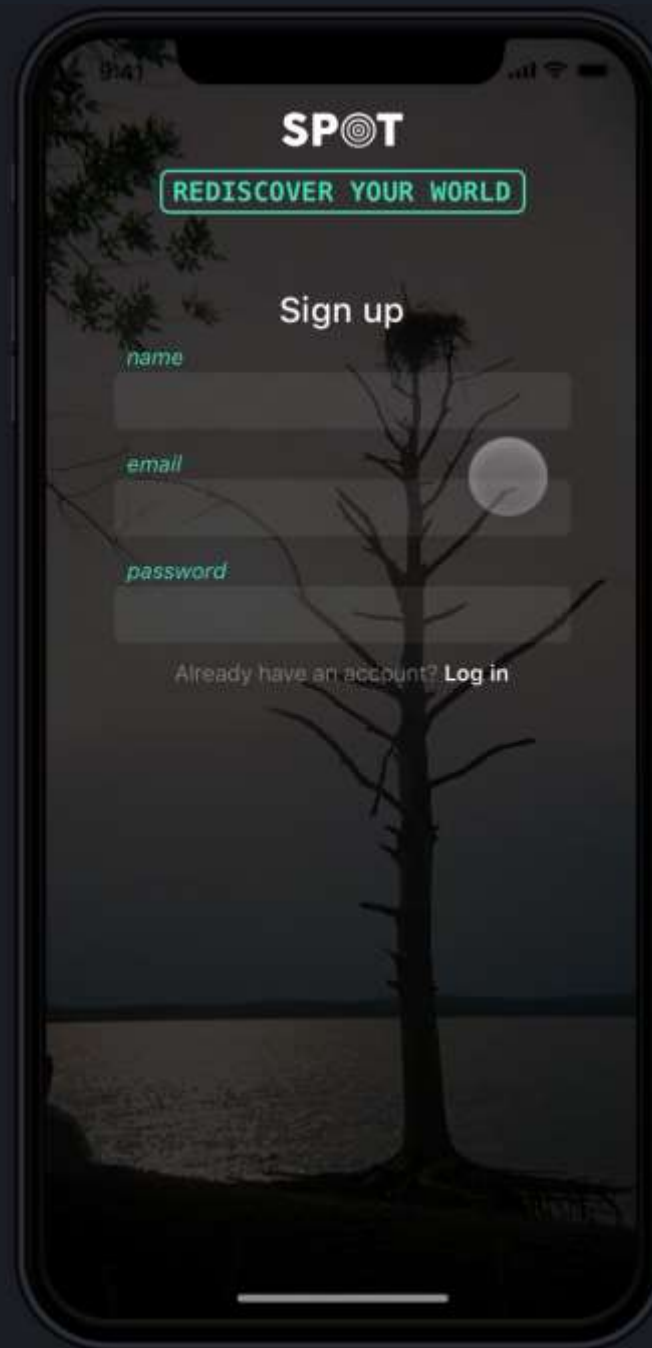 9:41
SPOT
REDISCOVER YOUR WORLD
Sign up
name
email
password
Already have an account? Log in